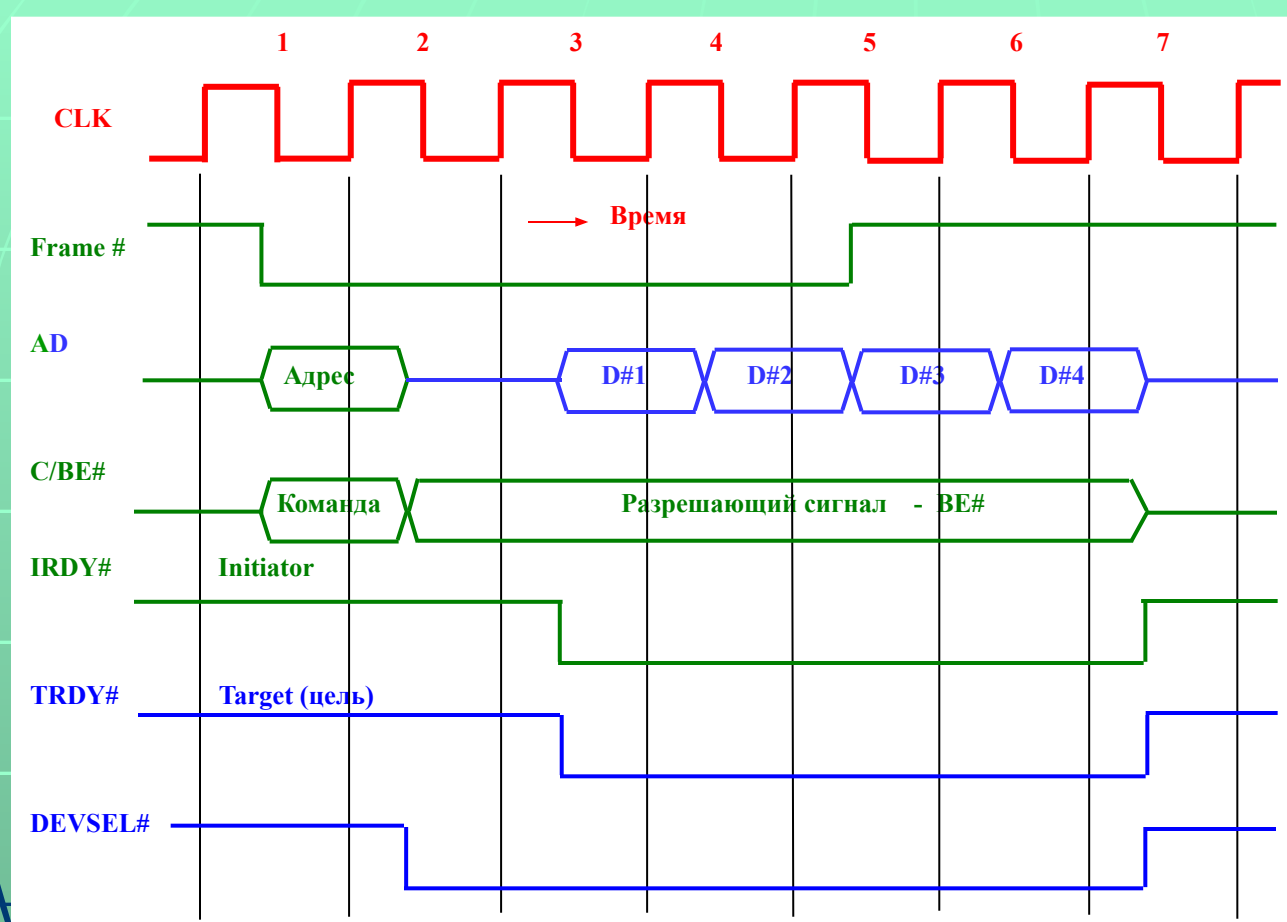 1 2 3 4 5 6 7
CLK
Время
Frame #
AD
Адрес D#1 D#2 D#3 D#4
C/BE#
Команда Разрешающий сигнал - BE#
IRDY# Initiator
TRDY# Target (цель)
DEVSEL#